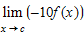 lim(−10f(x))
x → c